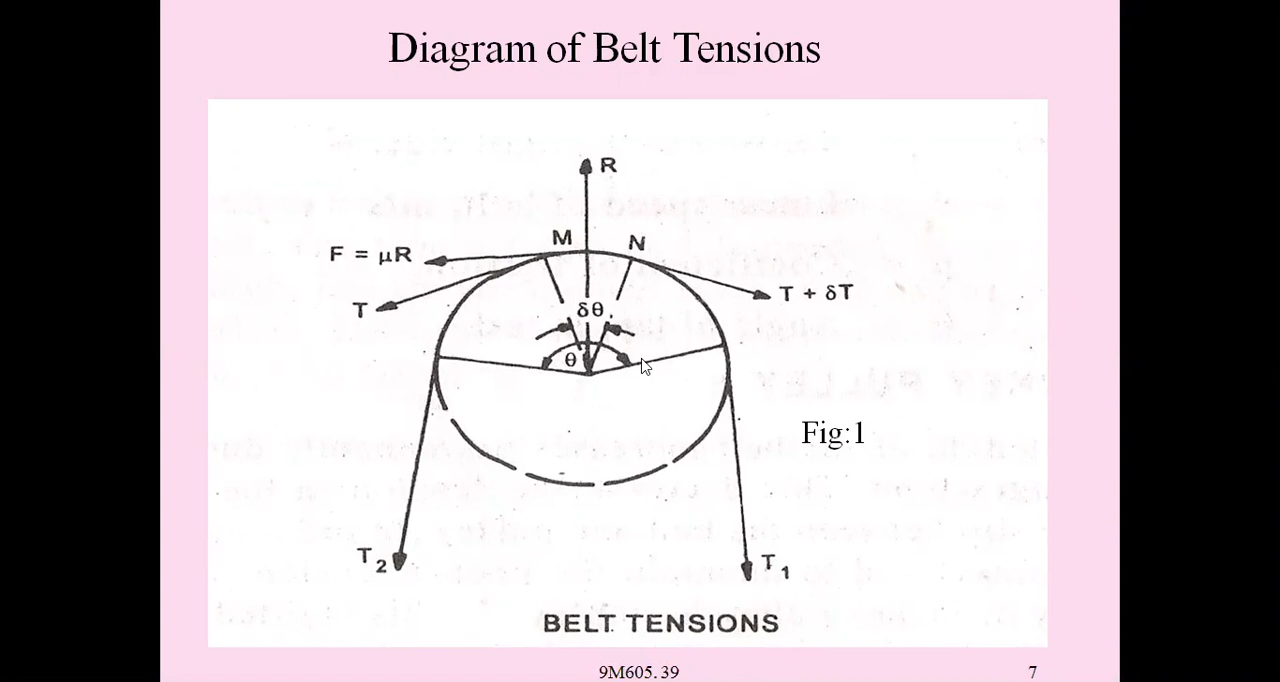 Diagram of Belt Tensions
R
M
N
F = μR
T
T + δT
δθ
θ
Fig:1
T₂
T₁
BELT TENSIONS
9M605.39
7